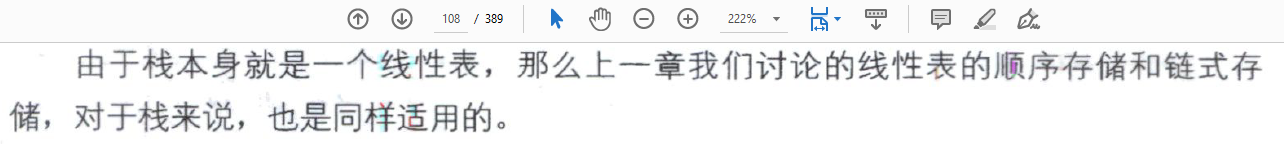 108 / 389 222%
由于栈本身就是一个线性表，那么上一章我们讨论的线性表的顺序存储和链式存
储，对于栈来说，也是同样适用的。